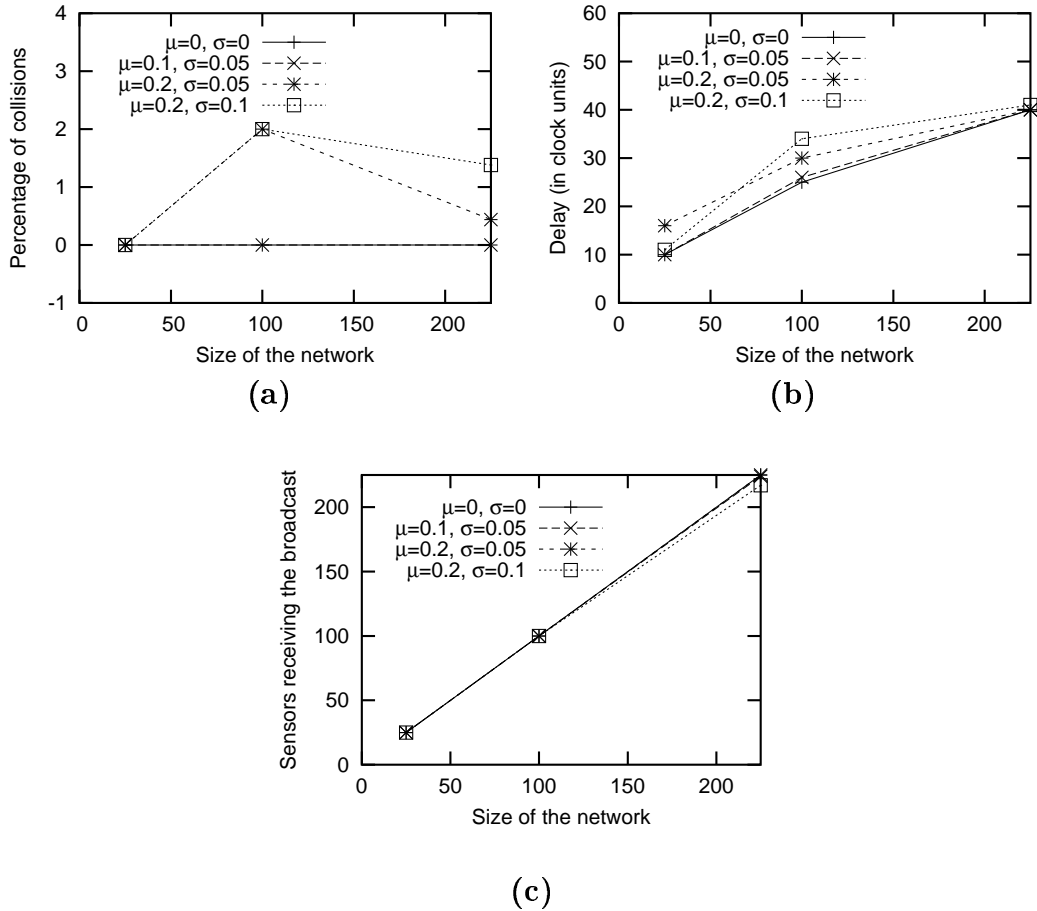 4
3
2
1
0
-1
Percentage of collisions
μ=0, σ=0
μ=0.1, σ=0.05
μ=0.2, σ=0.05
μ=0.2, σ=0.1
0 50 100 150 200
Size of the network
(a)
60
50
40
30
20
10
0
Delay (in clock units)
μ=0, σ=0
μ=0.1, σ=0.05
μ=0.2, σ=0.05
μ=0.2, σ=0.1
0 50 100 150 200
Size of the network
(b)
200
150
100
50
0
Sensors receiving the broadcast
μ=0, σ=0
μ=0.1, σ=0.05
μ=0.2, σ=0.05
μ=0.2, σ=0.1
0 50 100 150 200
Size of the network
(c)